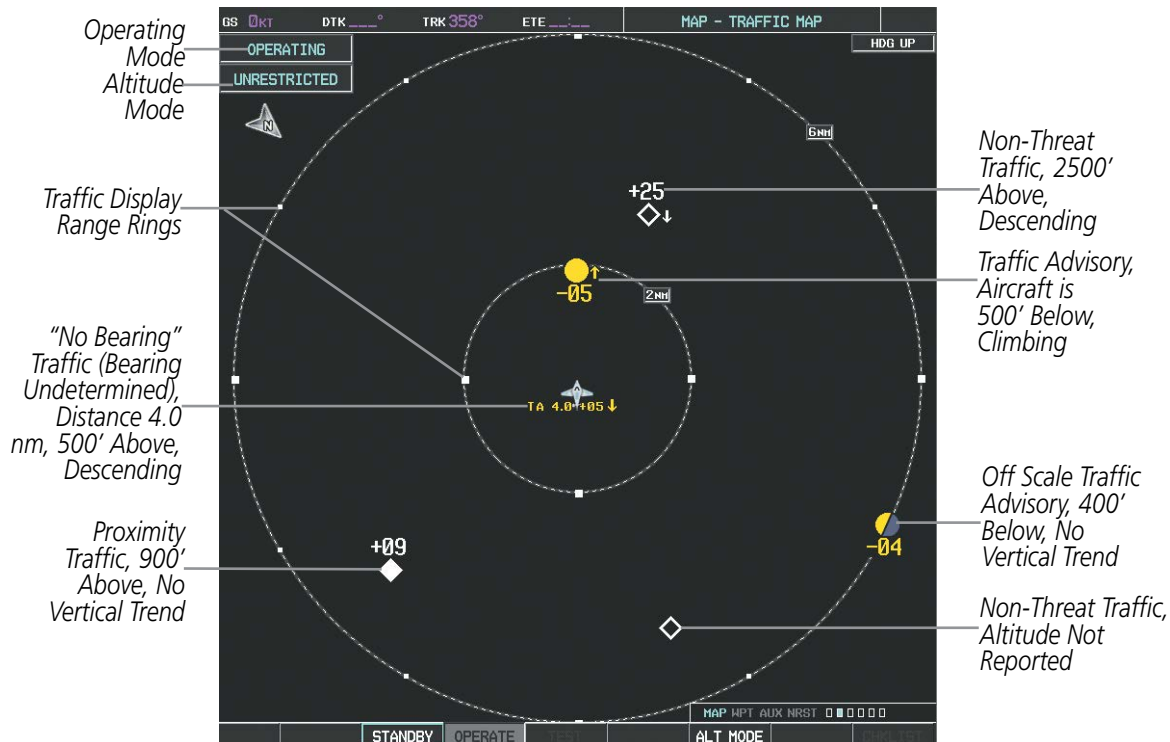 GS 0KT DTK ___° TRK 358° ETE __:__ MAP - TRAFFIC MAP
OPERATING
UNRESTRICTED
HDG UP
N
6NM
+25
-05
2NM
TA 4.0 +05
+09
-04
MAP WPT AUX NRST
STANDBY OPERATE TEST ALT MODE CHKLIST
Operating
Mode
Altitude
Mode
Traffic Display
Range Rings
“No Bearing”
Traffic (Bearing
Undetermined),
Distance 4.0
nm, 500’ Above,
Descending
Proximity
Traffic, 900’
Above, No
Vertical Trend
Non-Threat
Traffic, 2500’
Above,
Descending
Traffic Advisory,
Aircraft is
500’ Below,
Climbing
Off Scale Traffic
Advisory, 400’
Below, No
Vertical Trend
Non-Threat Traffic,
Altitude Not
Reported